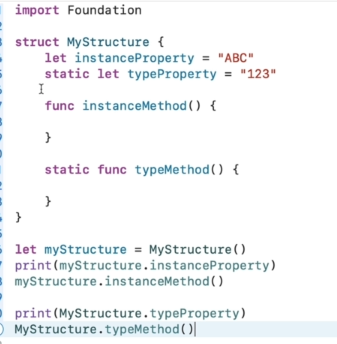 import Foundation
struct MyStructure {
let instanceProperty = "ABC"
static let typeProperty = "123"
func instanceMethod() {
}
static func typeMethod() {
}
}
let myStructure = MyStructure()
print(myStructure.instanceProperty)
myStructure.instanceMethod()
print(MyStructure.typeProperty)
MyStructure.typeMethod()